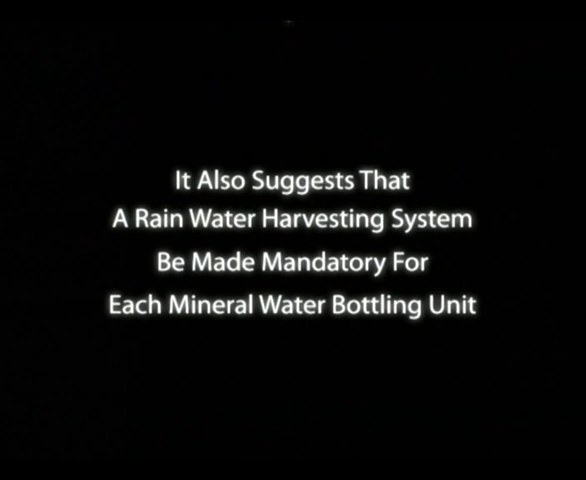 It Also Suggests That
A Rain Water Harvesting System
Be Made Mandatory For
Each Mineral Water Bottling Unit